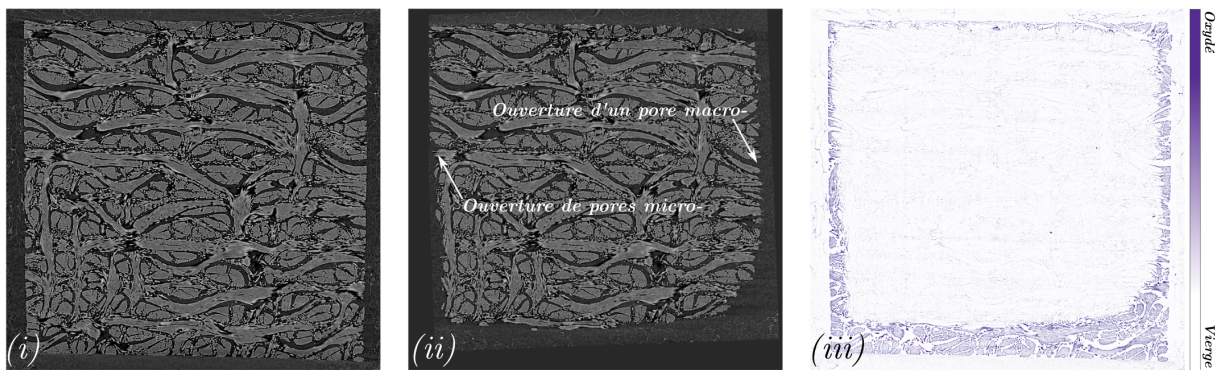 Ouverture d'un pore macro-
Ouverture de pores micro-
(i)
(ii)
(iii)
Oxydé
Vierge